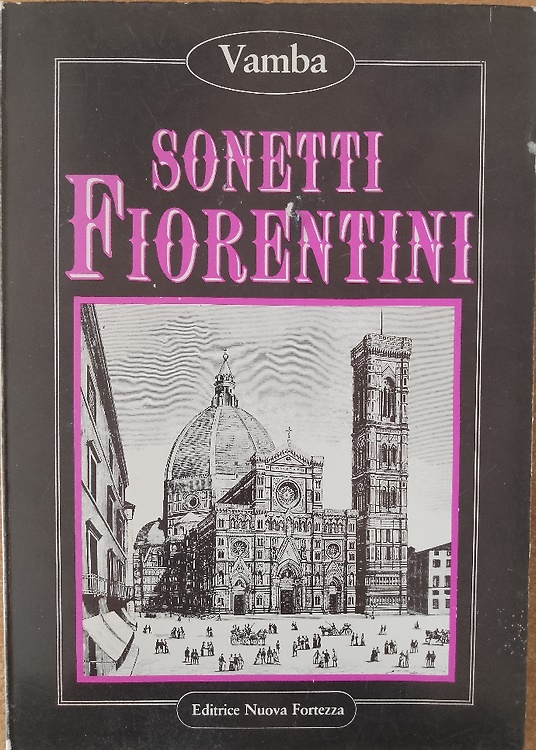 Vamba
SONETTI
FIORENTINI
Editrice Nuova Fortezza